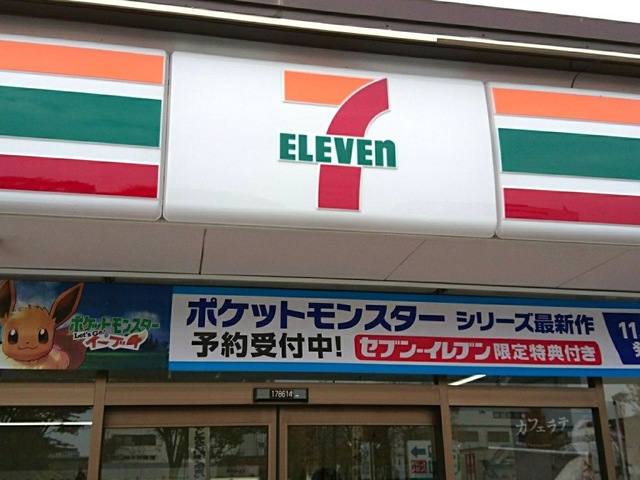 7
ELEVEn
ポケットモンスター
Let's Go!
イーブイ
ポケットモンスター シリーズ最新作
予約受付中!
セブン-イレブン限定特典付き
11
178614
カフェラテ